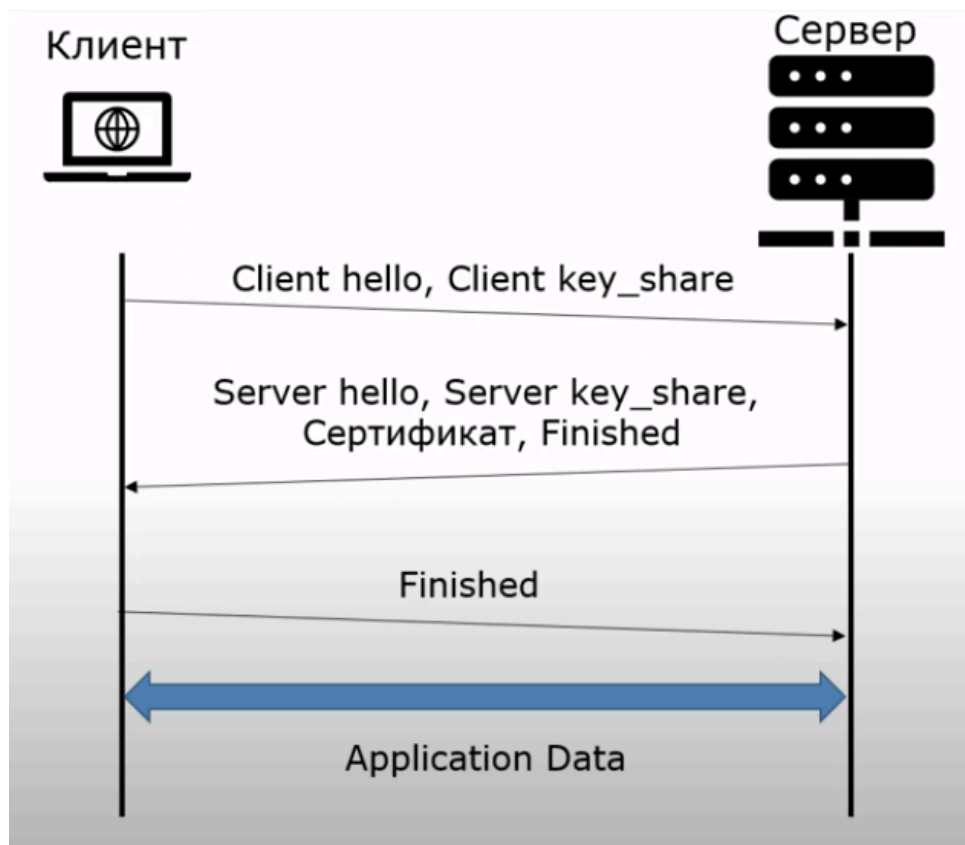 Клиент
Сервер
Client hello, Client key_share
Server hello, Server key_share,
Сертификат, Finished
Finished
Application Data